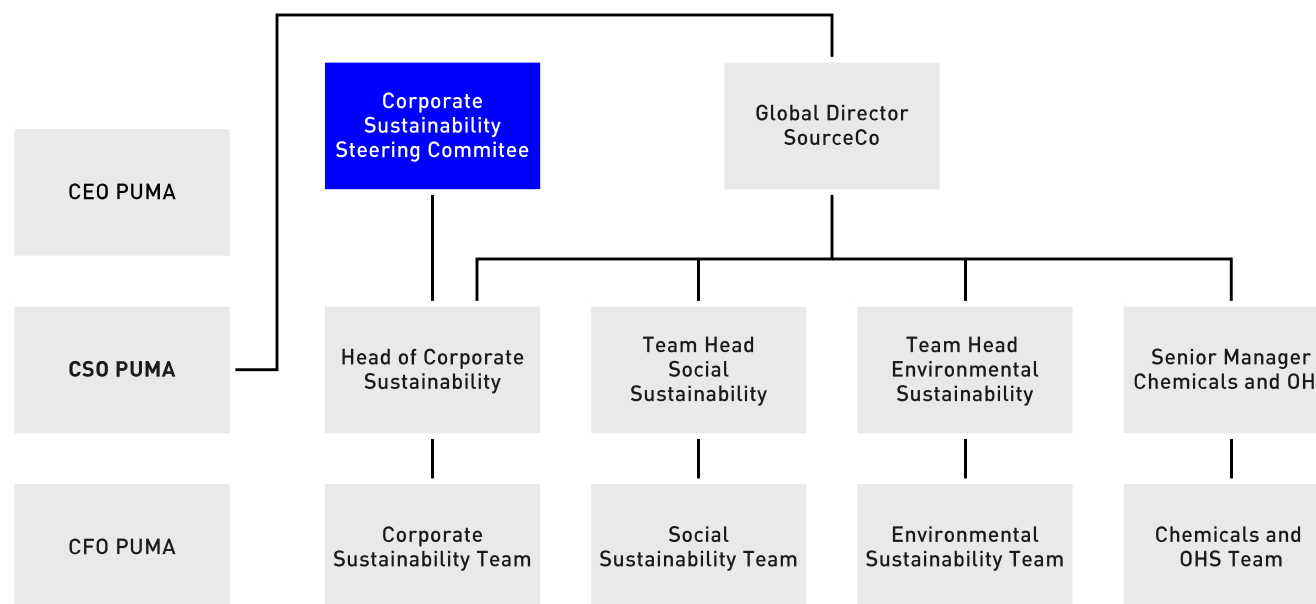 Corporate
Sustainability
Steering Commitee
Global Director
SourceCo
CEO PUMA
CSO PUMA
Head of Corporate
Sustainability
Team Head
Social
Sustainability
Team Head
Environmental
Sustainability
Senior Manager
Chemicals and OH
CFO PUMA
Corporate
Sustainability Team
Social
Sustainability Team
Environmental
Sustainability Team
Chemicals and
OHS Team